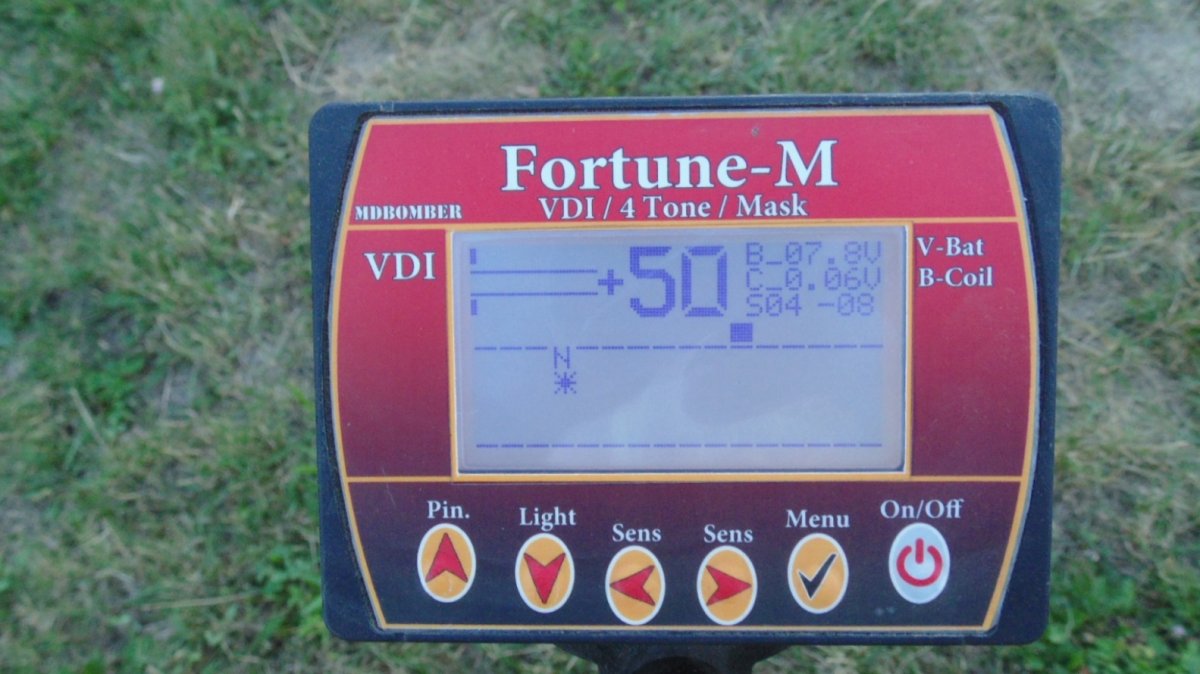 Fortune-M
MDBOMBER
VDI / 4 Tone / Mask
VDI
+50
B_07.8V
C_0.06V
S04 -08
V-Bat
B-Coil
N
Pin.
Light
Sens
Sens
Menu
On/Off